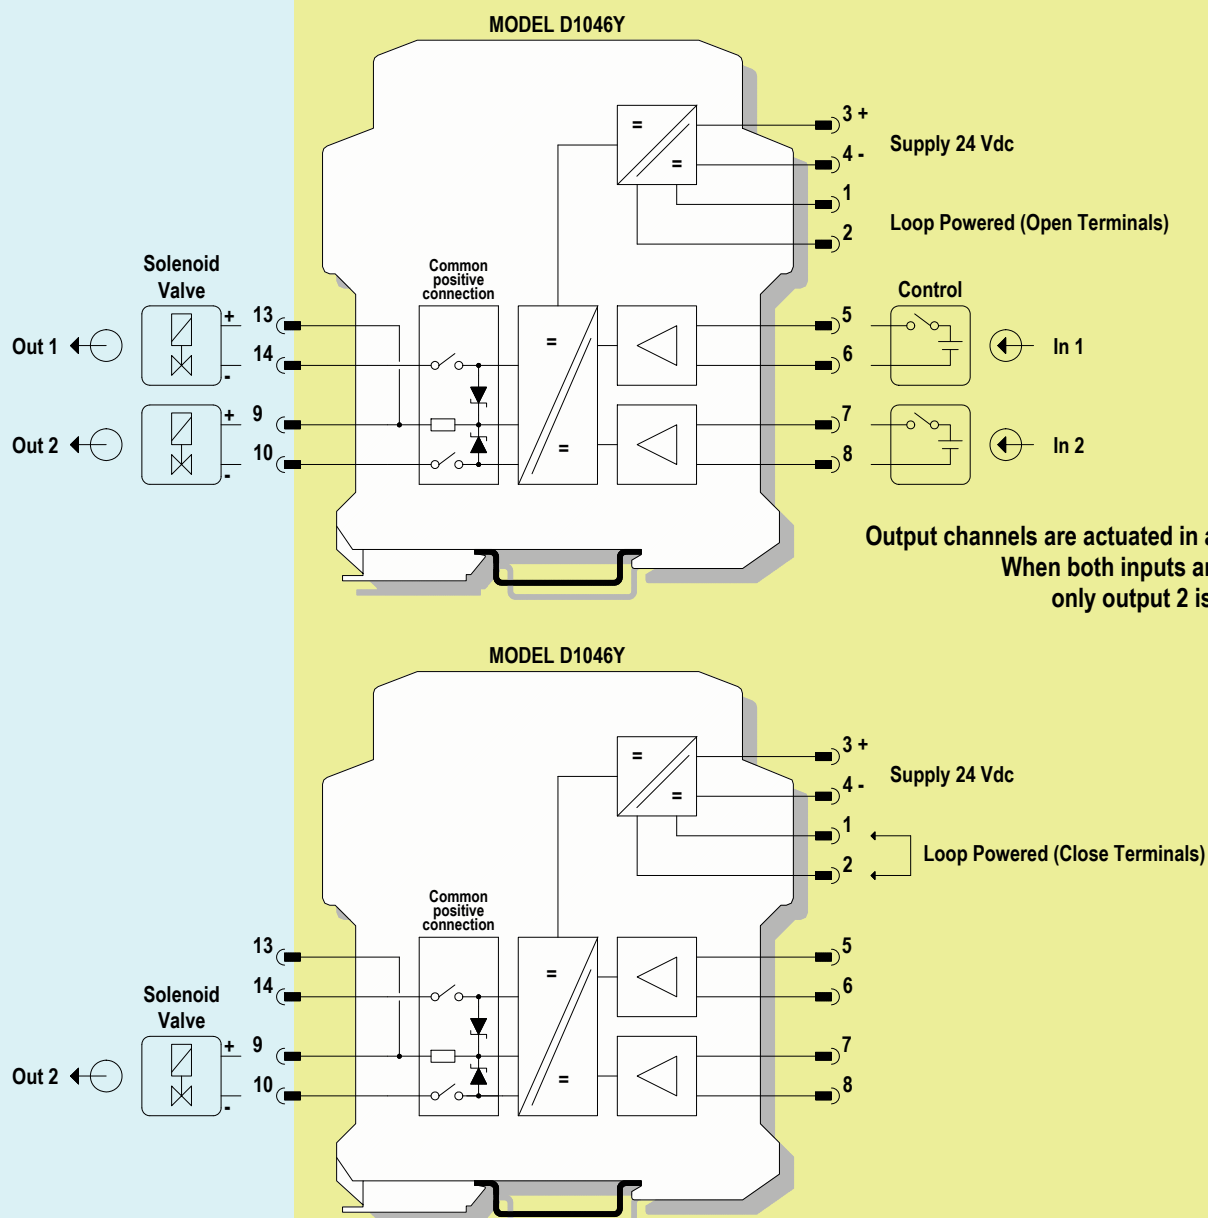 MODEL D1046Y
3 +
Supply 24 Vdc
4 -
1
Loop Powered (Open Terminals)
2
Solenoid
Valve
Common
positive
connection
Control
+ 13
5
Out 1
In 1
14
6
-
+ 9
7
Out 2
In 2
10
8
-
= =
= =
Output channels are actuated in a
When both inputs ar
only output 2 is
MODEL D1046Y
3 +
Supply 24 Vdc
4 -
1
Loop Powered (Close Terminals)
2
Common
positive
connection
13
5
14
6
Solenoid
Valve
+ 9
7
Out 2
10
8
-
= =
= =